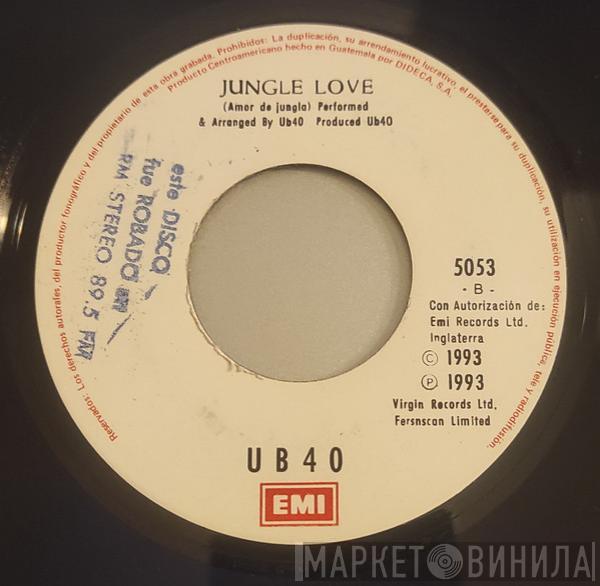 Reservados: Los derechos autorales, del productor fonográfico y del propietario de esta obra grabada. Prohibidos: La duplicación, su arrendamiento lucrativo, el prestarse para su duplicación, su utilización en ejecución pública, tele y radiodifusión.
Producto Centroamericano hecho en Guatemala por DIDECA, S.A.
JUNGLE LOVE
(Amor de jungla) Performed
& Arranged By Ub40 Produced Ub40
este DISCO
fue ROBADO EN
RM STEREO 89.5 FM
5053
- B -
Con Autorización de:
Emi Records Ltd.
Inglaterra
© 1993
℗ 1993
Virgin Records Ltd,
Fersnscan Limited
UB40
EMI
МАРКЕТ ВИНИЛА